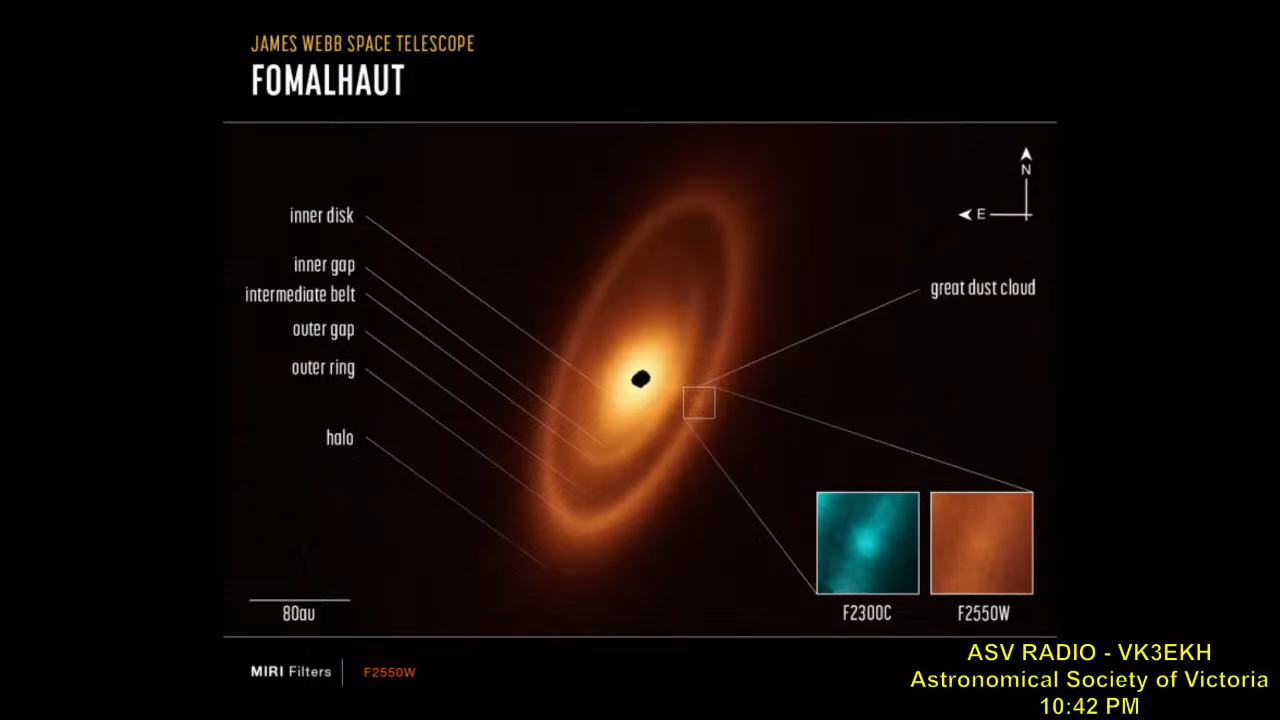 JAMES WEBB SPACE TELESCOPE
FOMALHAUT
N
E
inner disk
inner gap
intermediate belt
outer gap
outer ring
halo
great dust cloud
80au
F2300C
F2550W
MIRI Filters
F2550W
ASV RADIO - VK3EKH
Astronomical Society of Victoria
10:42 PM